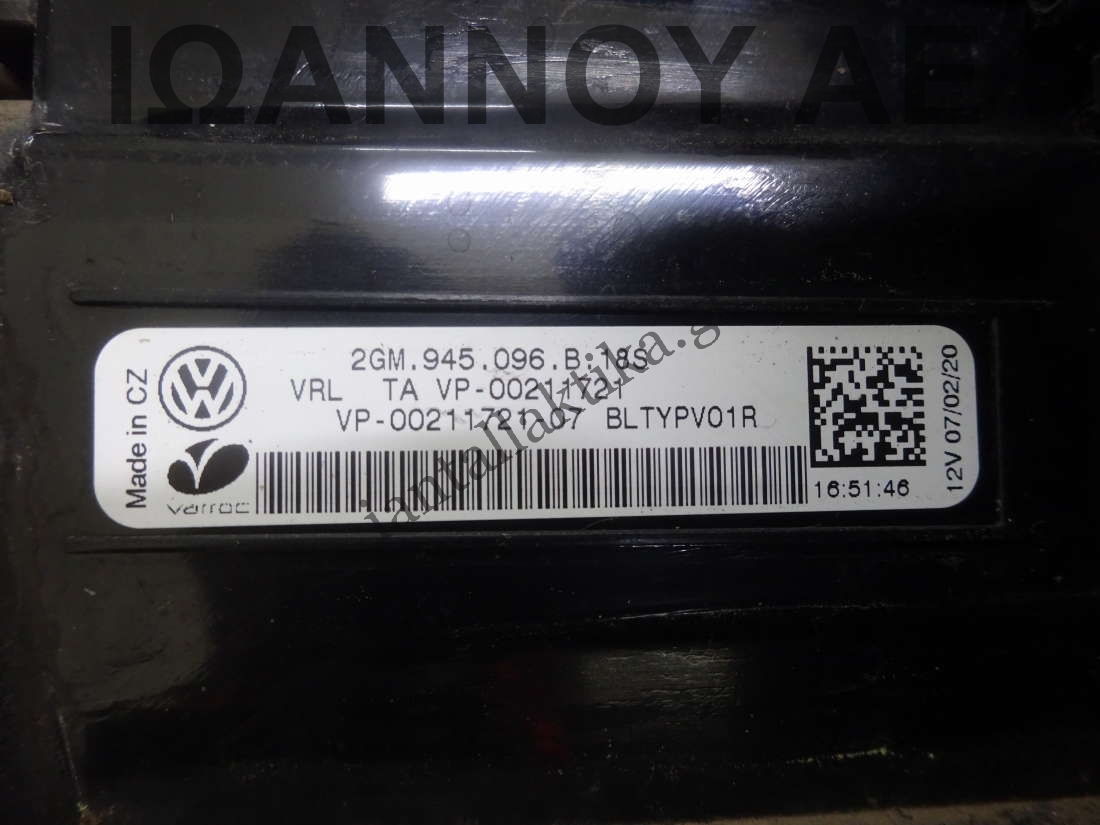 ΙΩΑΝΝΟΥ ΑΕ
Made in CZ
2GM.945.096.B 18S
VRL TA VP-00211721
VP-00211721 07 BLTYPV01R
varroc
16:51:46
12V 07/02/20
iantallaktika.g